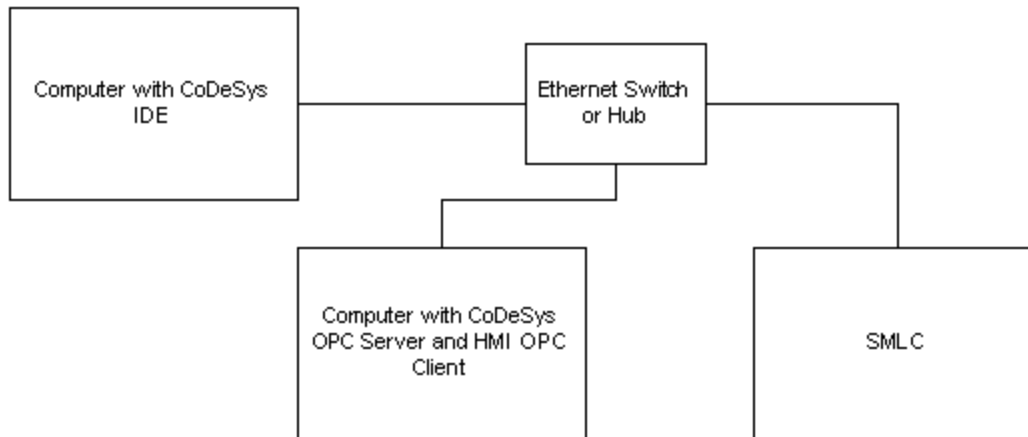 Computer with CoDeSys
IDE
Ethernet Switch
or Hub
Computer with CoDeSys
OPC Server and HMI OPC
Client
SMLC